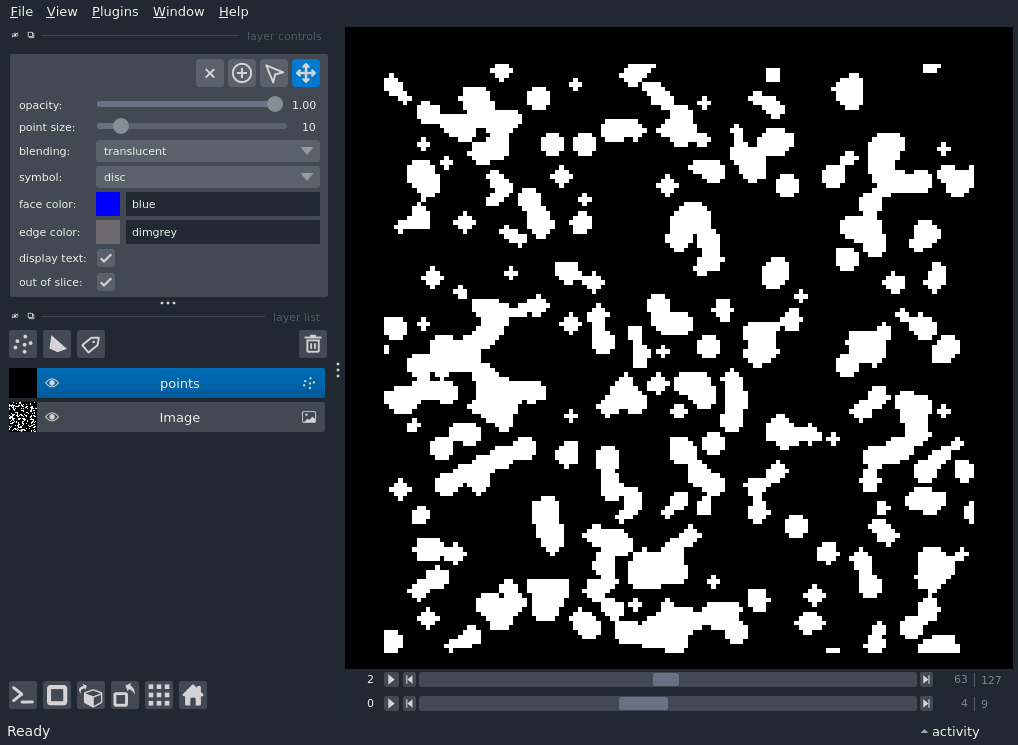 File View Plugins Window Help
layer controls
opacity: 1.00
point size: 10
blending: translucent
symbol: disc
face color: blue
edge color: dimgrey
display text:
out of slice:
layer list
points
Image
2 63 127
0 4 9
Ready activity